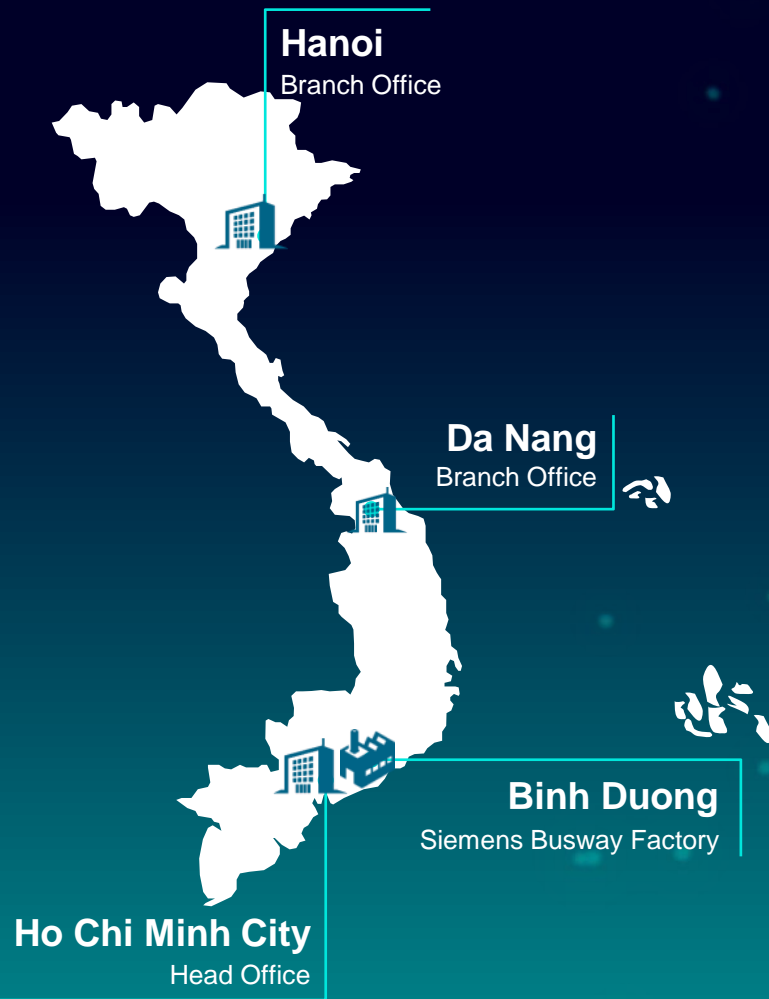 Hanoi
Branch Office
Da Nang
Branch Office
Binh Duong
Siemens Busway Factory
Ho Chi Minh City
Head Office